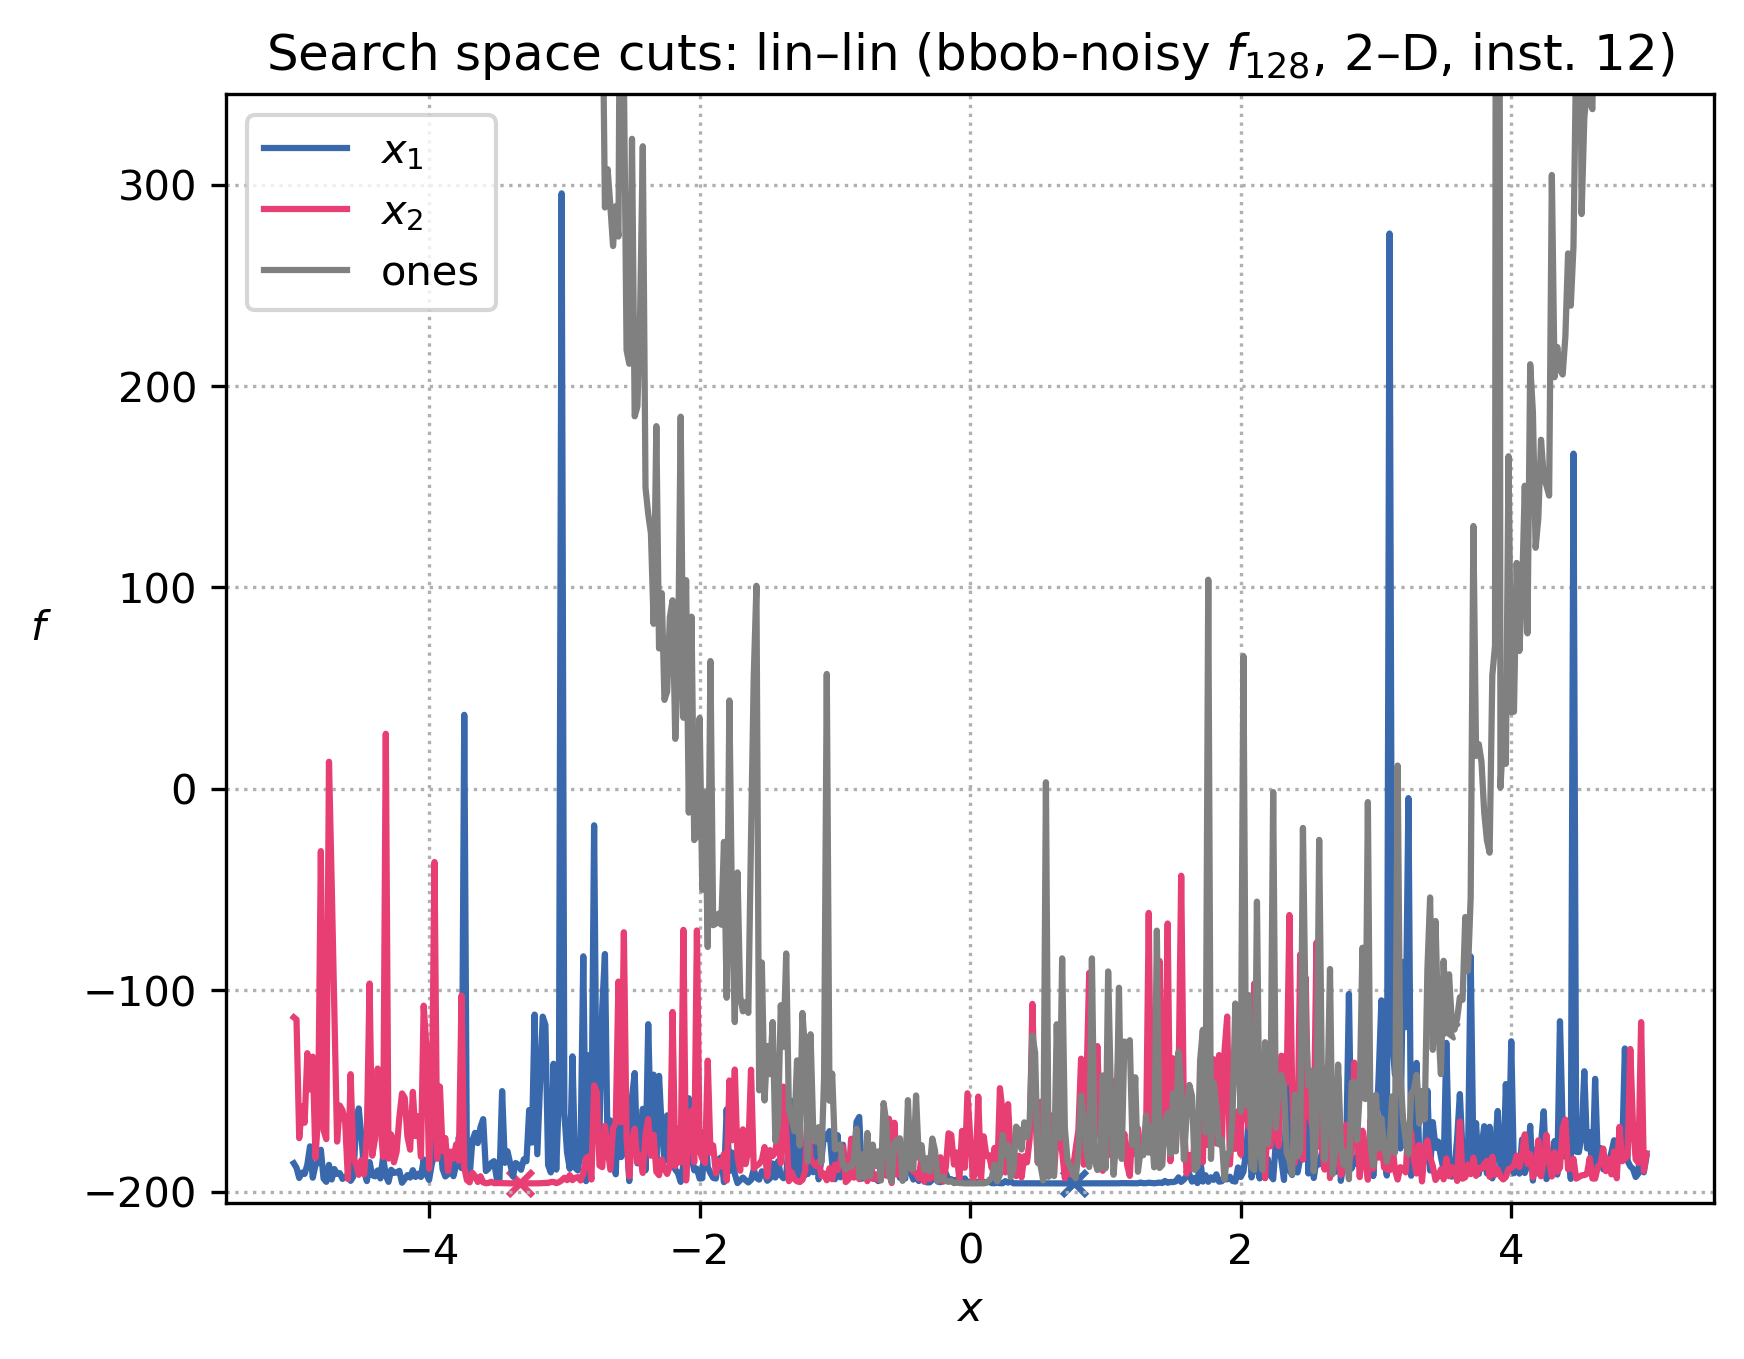 Search space cuts: lin–lin (bbob-noisy f₁₂₈, 2–D, inst. 12)
x₁
x₂
ones
300
200
100
0
−100
−200
f
−4 −2 0 2 4
x